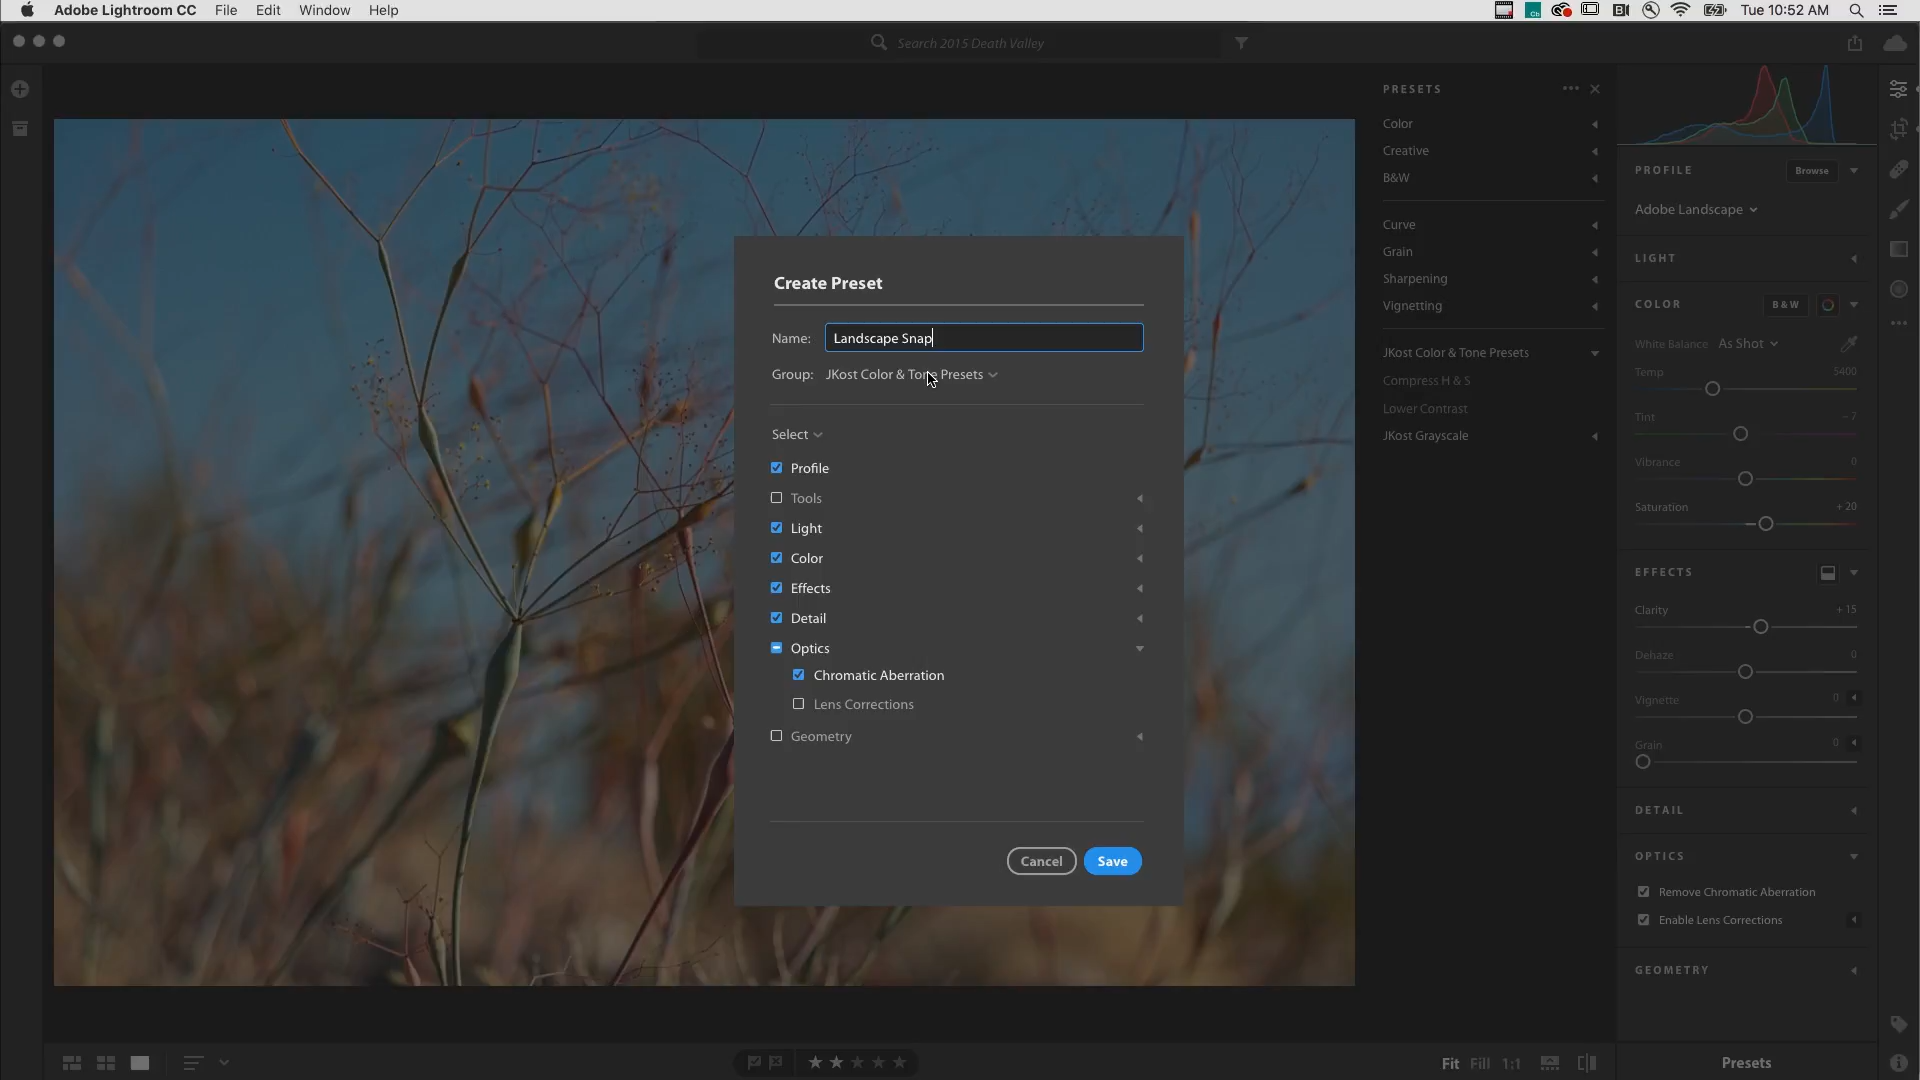 Adobe Lightroom CC File Edit Window Help Tue 10:52 AM
Search 2015 Death Valley
PRESETS
Color
Creative
B&W
Curve
Grain
Sharpening
Vignetting
JKost Color & Tone Presets
Compress H & S
Lower Contrast
JKost Grayscale
Create Preset
Name: Landscape Snap
Group: JKost Color & Tone Presets
Select
Profile
Tools
Light
Color
Effects
Detail
Optics
Chromatic Aberration
Lens Corrections
Geometry
Cancel Save
PROFILE Browse
Adobe Landscape
LIGHT
COLOR B&W
White Balance As Shot
Temp 5400
Tint - 7
Vibrance 0
Saturation + 20
EFFECTS
Clarity + 15
Dehaze 0
Vignette 0
Grain 0
DETAIL
OPTICS
Remove Chromatic Aberration
Enable Lens Corrections
GEOMETRY
Fit Fill 1:1 Presets